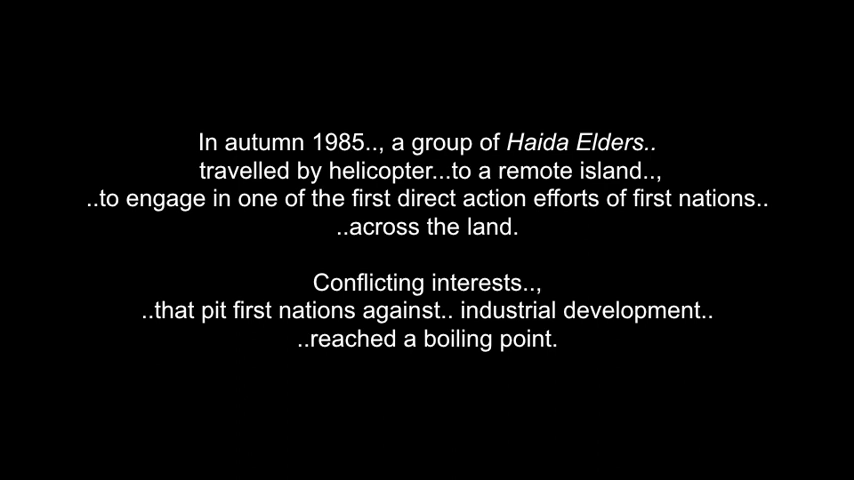 In autumn 1985.., a group of Haida Elders..
travelled by helicopter...to a remote island..,
..to engage in one of the first direct action efforts of first nations..
..across the land.
Conflicting interests..,
..that pit first nations against.. industrial development..
..reached a boiling point.